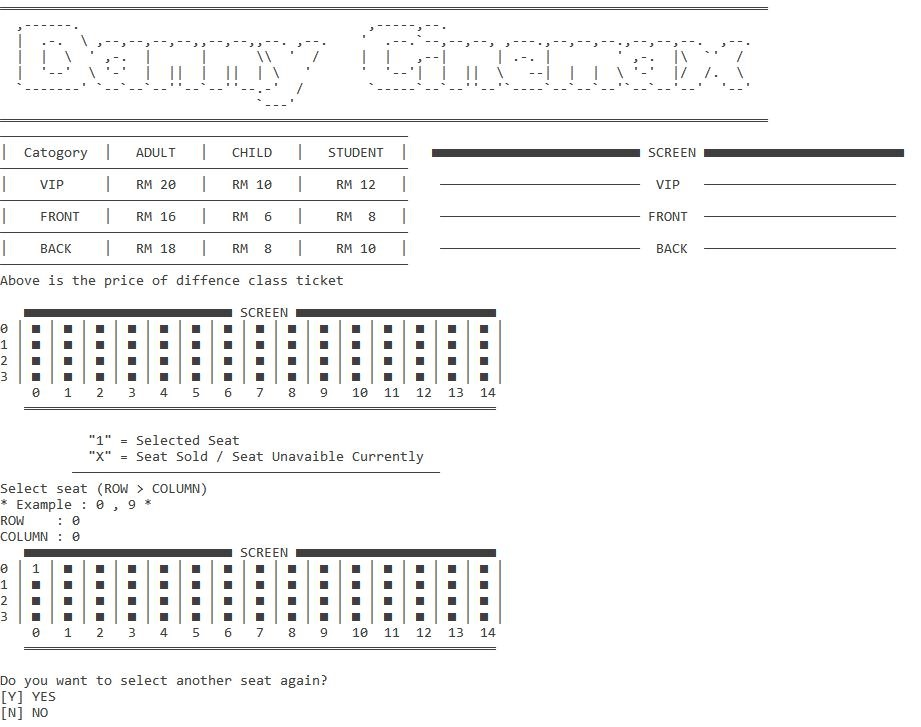 Danny Cinemax
Catogory | ADULT | CHILD | STUDENT | SCREEN
VIP | RM 20 | RM 10 | RM 12 | VIP
FRONT | RM 16 | RM  6 | RM  8 | FRONT
BACK | RM 18 | RM  8 | RM 10 | BACK
Above is the price of diffence class ticket
SCREEN
0 | ■ | ■ | ■ | ■ | ■ | ■ | ■ | ■ | ■ | ■ | ■ | ■ | ■ | ■ | ■ |
1 | ■ | ■ | ■ | ■ | ■ | ■ | ■ | ■ | ■ | ■ | ■ | ■ | ■ | ■ | ■ |
2 | ■ | ■ | ■ | ■ | ■ | ■ | ■ | ■ | ■ | ■ | ■ | ■ | ■ | ■ | ■ |
3 | ■ | ■ | ■ | ■ | ■ | ■ | ■ | ■ | ■ | ■ | ■ | ■ | ■ | ■ | ■ |
0 1 2 3 4 5 6 7 8 9 10 11 12 13 14
"1" = Selected Seat
"X" = Seat Sold / Seat Unavaible Currently
Select seat (ROW > COLUMN)
* Example : 0 , 9 *
ROW    : 0
COLUMN : 0
SCREEN
0 | 1 | ■ | ■ | ■ | ■ | ■ | ■ | ■ | ■ | ■ | ■ | ■ | ■ | ■ | ■ |
1 | ■ | ■ | ■ | ■ | ■ | ■ | ■ | ■ | ■ | ■ | ■ | ■ | ■ | ■ | ■ |
2 | ■ | ■ | ■ | ■ | ■ | ■ | ■ | ■ | ■ | ■ | ■ | ■ | ■ | ■ | ■ |
3 | ■ | ■ | ■ | ■ | ■ | ■ | ■ | ■ | ■ | ■ | ■ | ■ | ■ | ■ | ■ |
0 1 2 3 4 5 6 7 8 9 10 11 12 13 14
Do you want to select another seat again?
[Y] YES
[N] NO